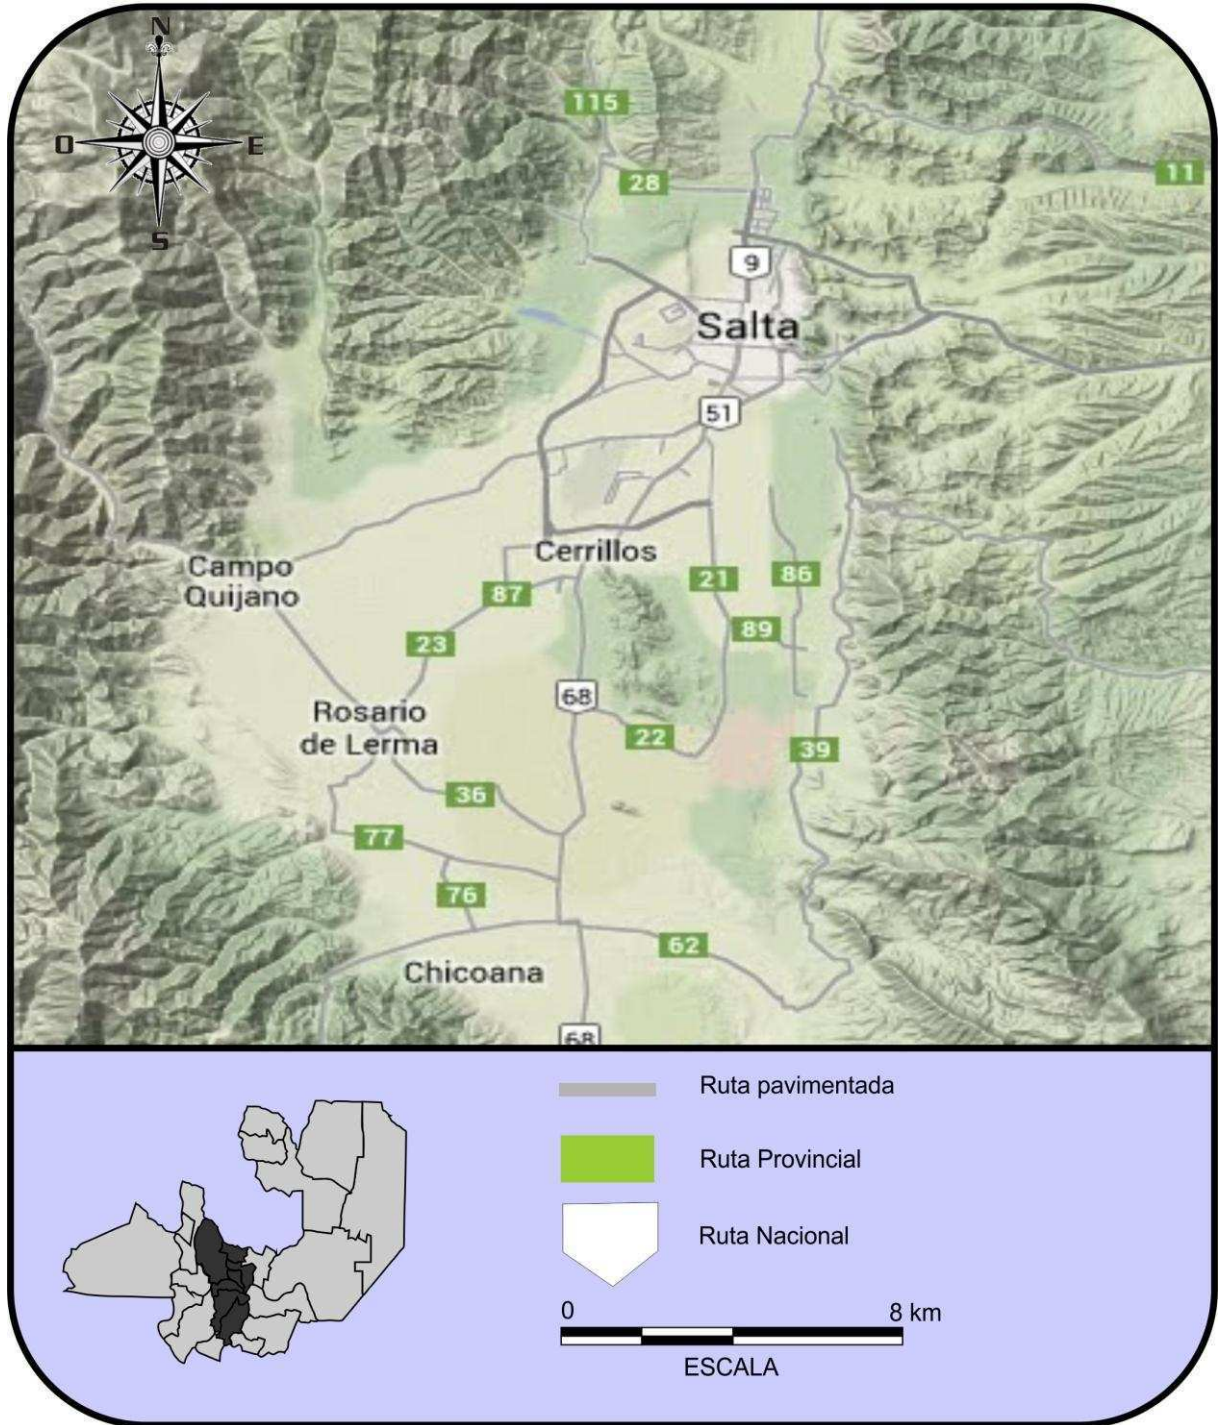 N
115
O
E
11
28
S
9
Salta
51
Cerrillos
Campo
Quijano
21
86
87
89
23
68
Rosario
de Lerma
22
39
36
77
76
62
Chicoana
68
Ruta pavimentada
Ruta Provincial
Ruta Nacional
0
8 km
ESCALA